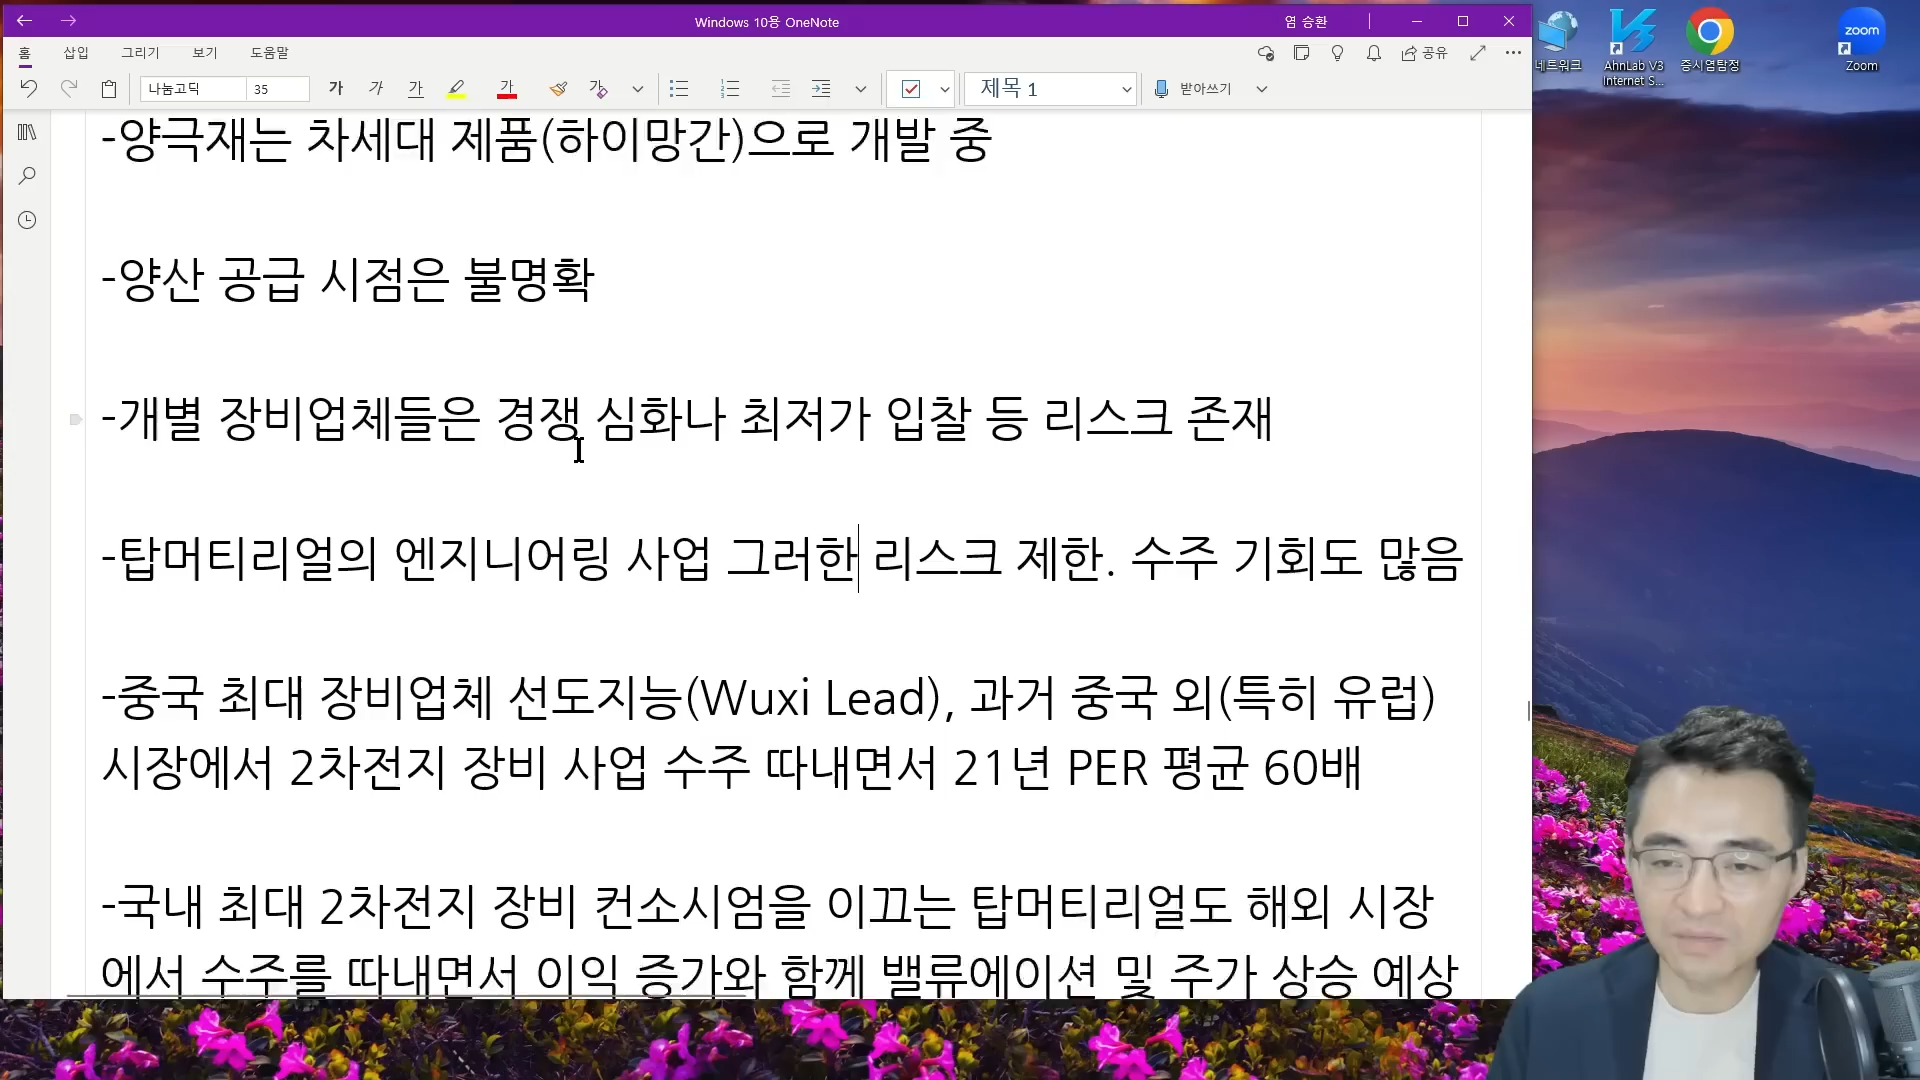 Windows 10용 OneNote
염 승환
홈 삽입 그리기 보기 도움말
공유
나눔고딕 35 가 가 가 가 가 제목 1 받아쓰기
네트워크
AhnLab V3
Internet S...
증시염탐정
zoom
Zoom
-양극재는 차세대 제품(하이망간)으로 개발 중
-양산 공급 시점은 불명확
-개별 장비업체들은 경쟁 심화나 최저가 입찰 등 리스크 존재
-탑머티리얼의 엔지니어링 사업 그러한 리스크 제한. 수주 기회도 많음
-중국 최대 장비업체 선도지능(Wuxi Lead), 과거 중국 외(특히 유럽)
시장에서 2차전지 장비 사업 수주 따내면서 21년 PER 평균 60배
-국내 최대 2차전지 장비 컨소시엄을 이끄는 탑머티리얼도 해외 시장
에서 수주를 따내면서 이익 증가와 함께 밸류에이션 및 주가 상승 예상